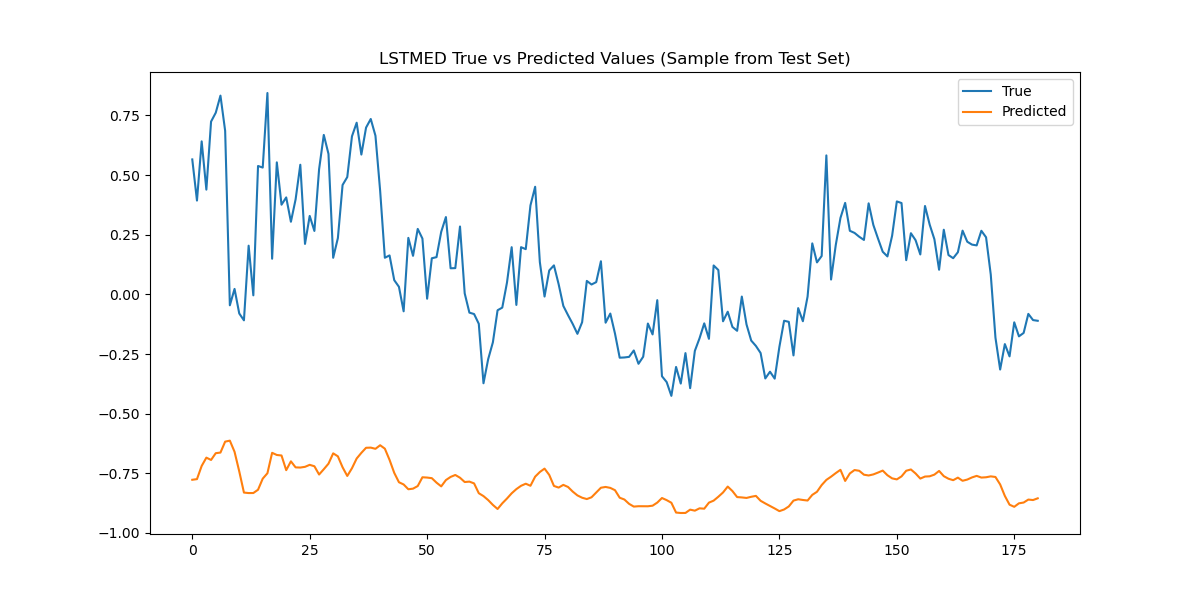 LSTMED True vs Predicted Values (Sample from Test Set)
True
Predicted
0.75
0.50
0.25
0.00
−0.25
−0.50
−0.75
−1.00
0 25 50 75 100 125 150 175